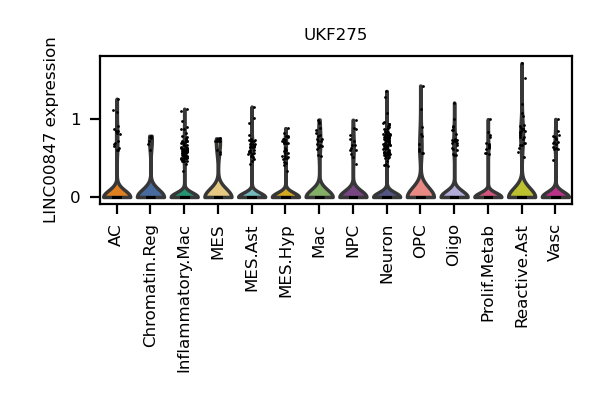 UKF275
LINC00847 expression
1
0
AC
Chromatin.Reg
Inflammatory.Mac
MES
MES.Ast
MES.Hyp
Mac
NPC
Neuron
OPC
Oligo
Prolif.Metab
Reactive.Ast
Vasc